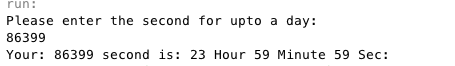 run:
Please enter the second for upto a day:
86399
Your: 86399 second is: 23 Hour 59 Minute 59 Sec: